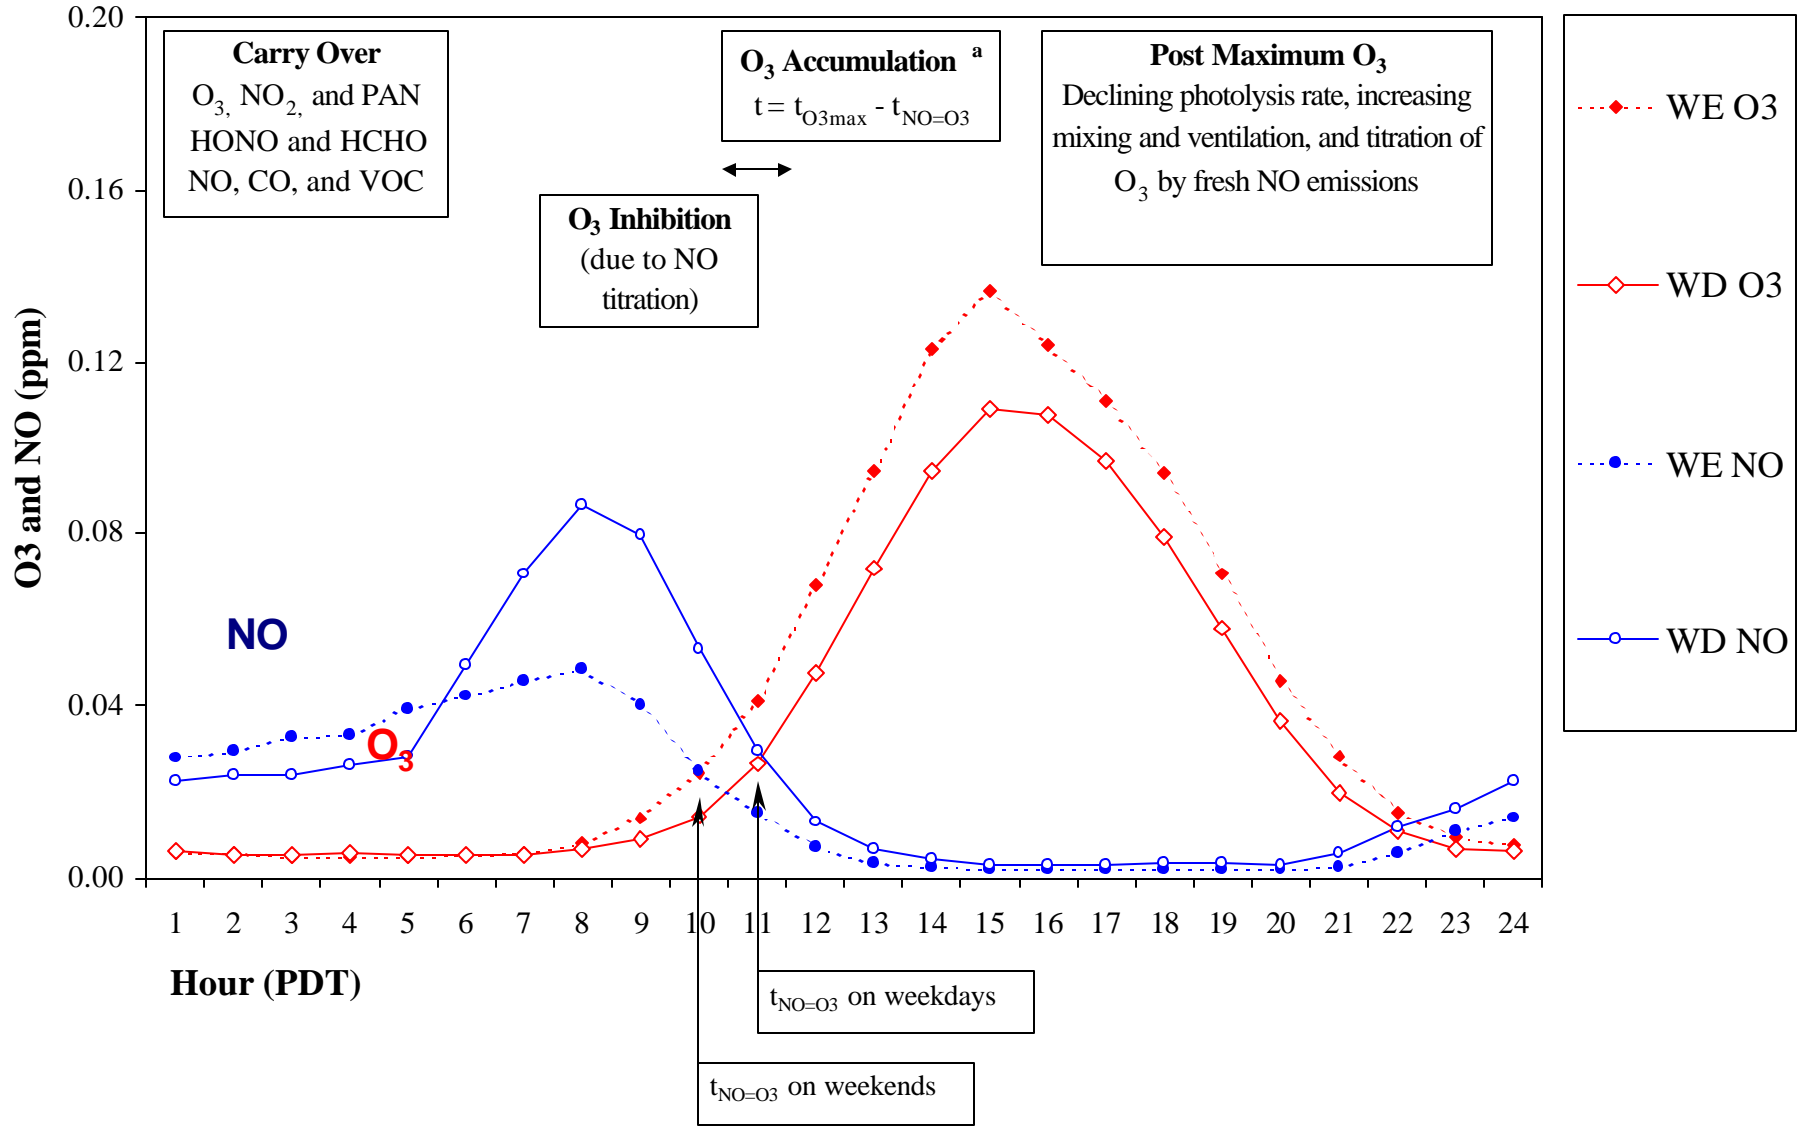 0.20
0.16
0.12
0.08
0.04
0.00
O3 and NO (ppm)
Carry Over
O3, NO2, and PAN
HONO and HCHO
NO, CO, and VOC
O3 Inhibition
(due to NO
titration)
O3 Accumulation a
t = tO3max - tNO=O3
Post Maximum O3
Declining photolysis rate, increasing
mixing and ventilation, and titration of
O3 by fresh NO emissions
NO
O3
1 2 3 4 5 6 7 8 9 10 11 12 13 14 15 16 17 18 19 20 21 22 23 24
Hour (PDT)
tNO=O3 on weekdays
tNO=O3 on weekends
WE O3
WD O3
WE NO
WD NO